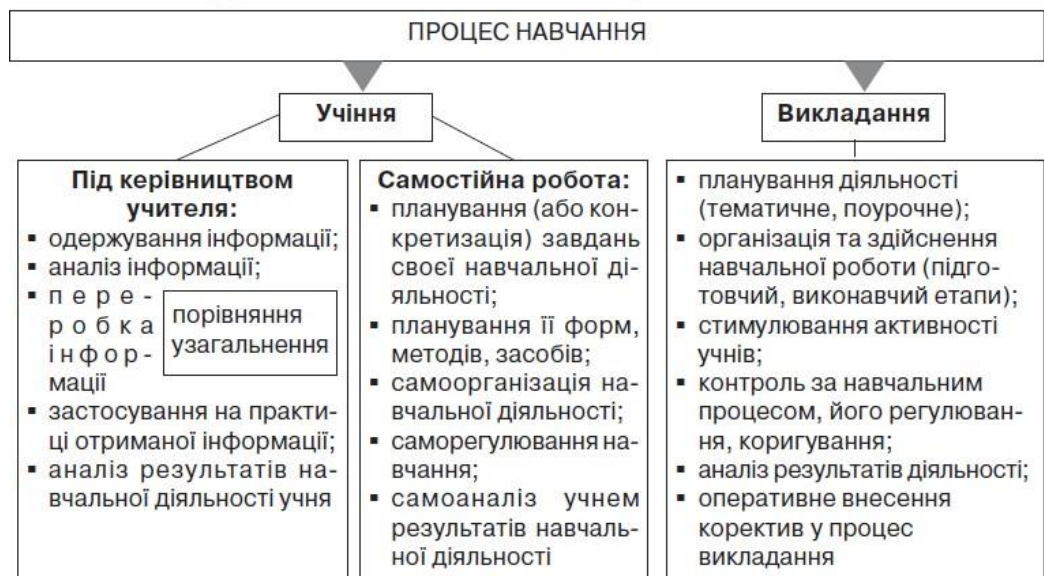 ПРОЦЕС НАВЧАННЯ
Учіння
Викладання
Під керівництвом
учителя:
▪ одержування інформації;
▪ аналіз інформації;
▪ п е р е -
р о б к а
і н ф о р -
мації
порівняння
узагальнення
▪ застосування на практи-
ці отриманої інформації;
▪ аналіз результатів на-
вчальної діяльності учня
Самостійна робота:
▪ планування (або кон-
кретизація) завдань
своєї навчальної ді-
яльності;
▪ планування її форм,
методів, засобів;
▪ самоорганізація на-
вчальної діяльності;
▪ саморегулювання на-
вчання;
▪ самоаналіз учнем
результатів навчаль-
ної діяльності
▪ планування діяльності
(тематичне, поурочне);
▪ організація та здійснення
навчальної роботи (підго-
товчий, виконавчий етапи);
▪ стимулювання активності
учнів;
▪ контроль за навчальним
процесом, його регулюван-
ня, коригування;
▪ аналіз результатів діяльності;
▪ оперативне внесення
коректив у процес
викладання